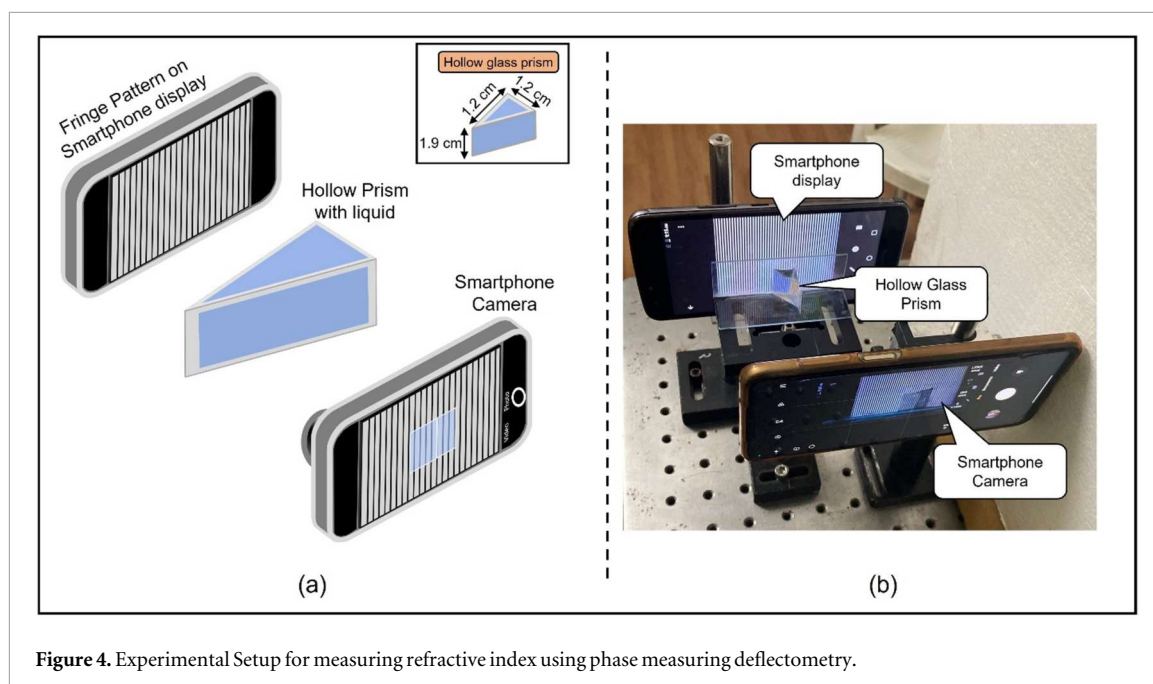 Fringe Pattern on
Smartphone display
Hollow glass prism
1.2 cm
1.2 cm
1.9 cm
Hollow Prism
with liquid
Smartphone
Camera
Video Photo
(a)
Smartphone
display
Hollow Glass
Prism
Smartphone
Camera
(b)
Figure 4. Experimental Setup for measuring refractive index using phase measuring deflectometry.